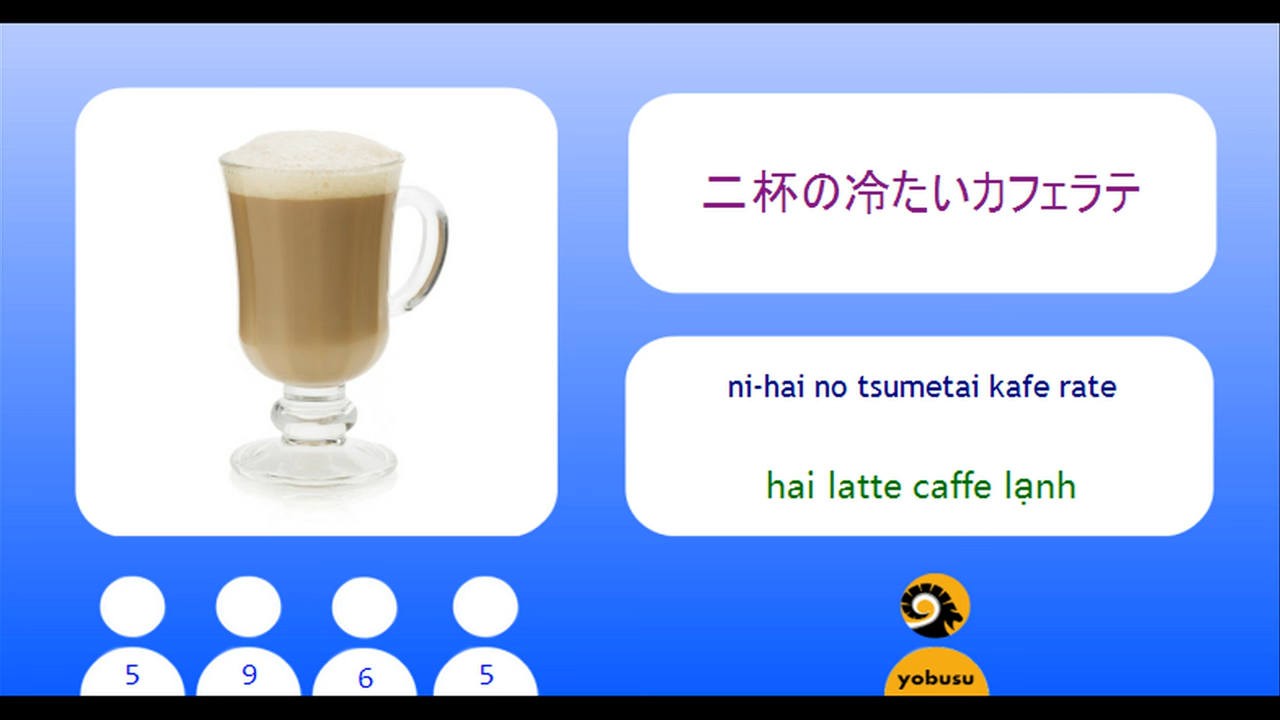 二杯の冷たいカフェラテ
ni-hai no tsumetai kafe rate
hai latte caffe lạnh
5 9 6 5
yobusu